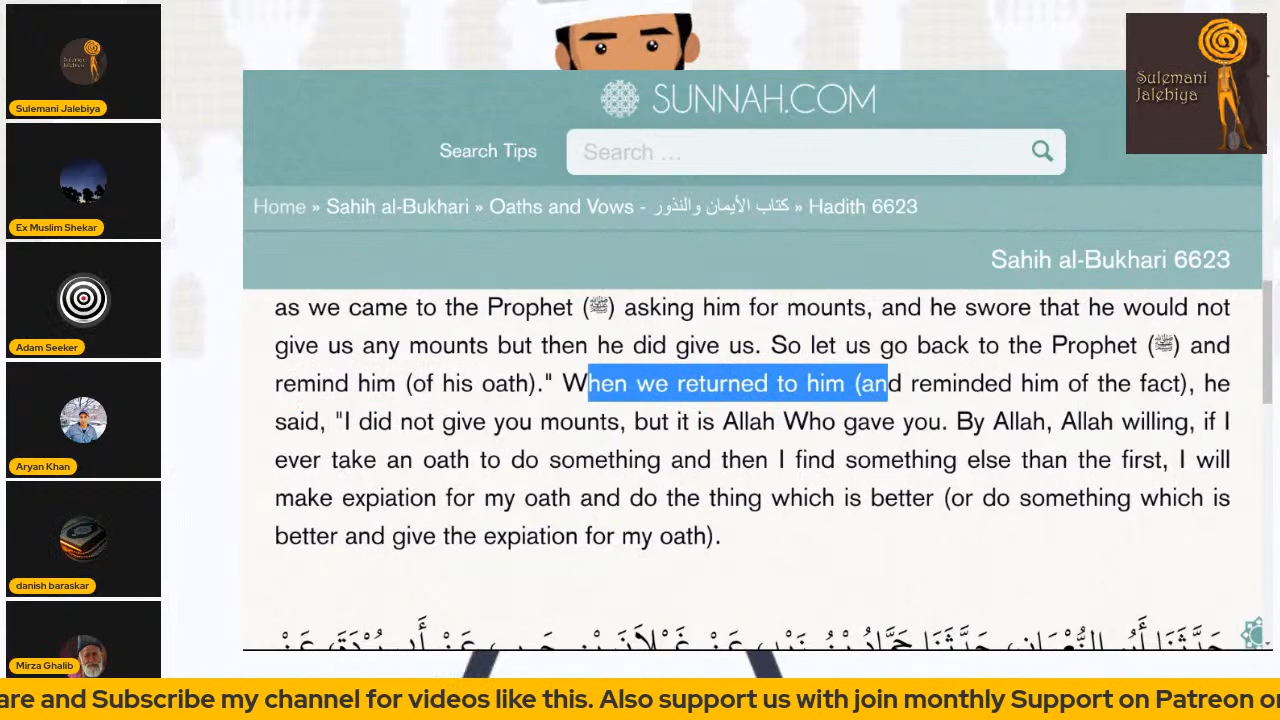 Sulemani Jalebiya
Ex Muslim Shekar
Adam Seeker
Aryan Khan
danish baraskar
Mirza Ghalib
SUNNAH.COM
Search Tips
Search ...
Home » Sahih al-Bukhari » Oaths and Vows - كتاب الأيمان والنذور » Hadith 6623
Sahih al-Bukhari 6623
as we came to the Prophet (ﷺ) asking him for mounts, and he swore that he would not
give us any mounts but then he did give us. So let us go back to the Prophet (ﷺ) and
remind him (of his oath)." When we returned to him (and reminded him of the fact), he
said, "I did not give you mounts, but it is Allah Who gave you. By Allah, Allah willing, if I
ever take an oath to do something and then I find something else than the first, I will
make expiation for my oath and do the thing which is better (or do something which is
better and give the expiation for my oath).
Sulemani
Jalebiya
are and Subscribe my channel for videos like this. Also support us with join monthly Support on Patreon o